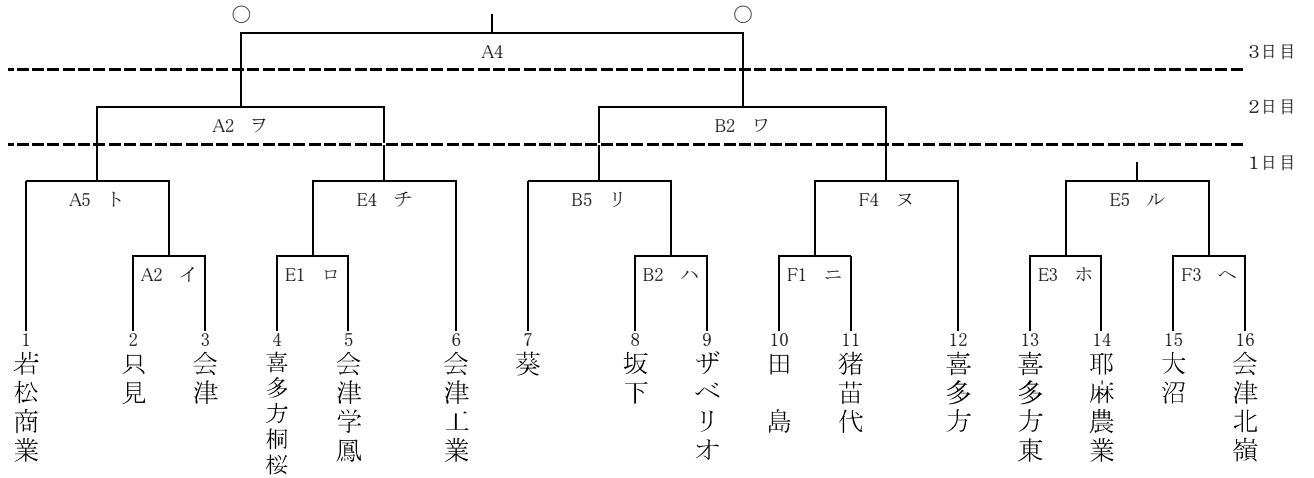 ○ ○
A4
3日目
2日目
A2 ヲ B2 ワ
1日目
A5 ト E4 チ B5 リ F4 ヌ E5 ル
A2 イ E1 ロ B2 ハ F1 ニ E3 ホ F3 ヘ
1 2 3 4 5 6 7 8 9 10 11 12 13 14 15 16
若松商業
只見
会津
喜多方桐桜
会津学鳳
会津工業
葵
坂下
ザベリオ
田 島
猪苗代
喜多方
喜多方東
耶麻農業
大沼
会津北嶺